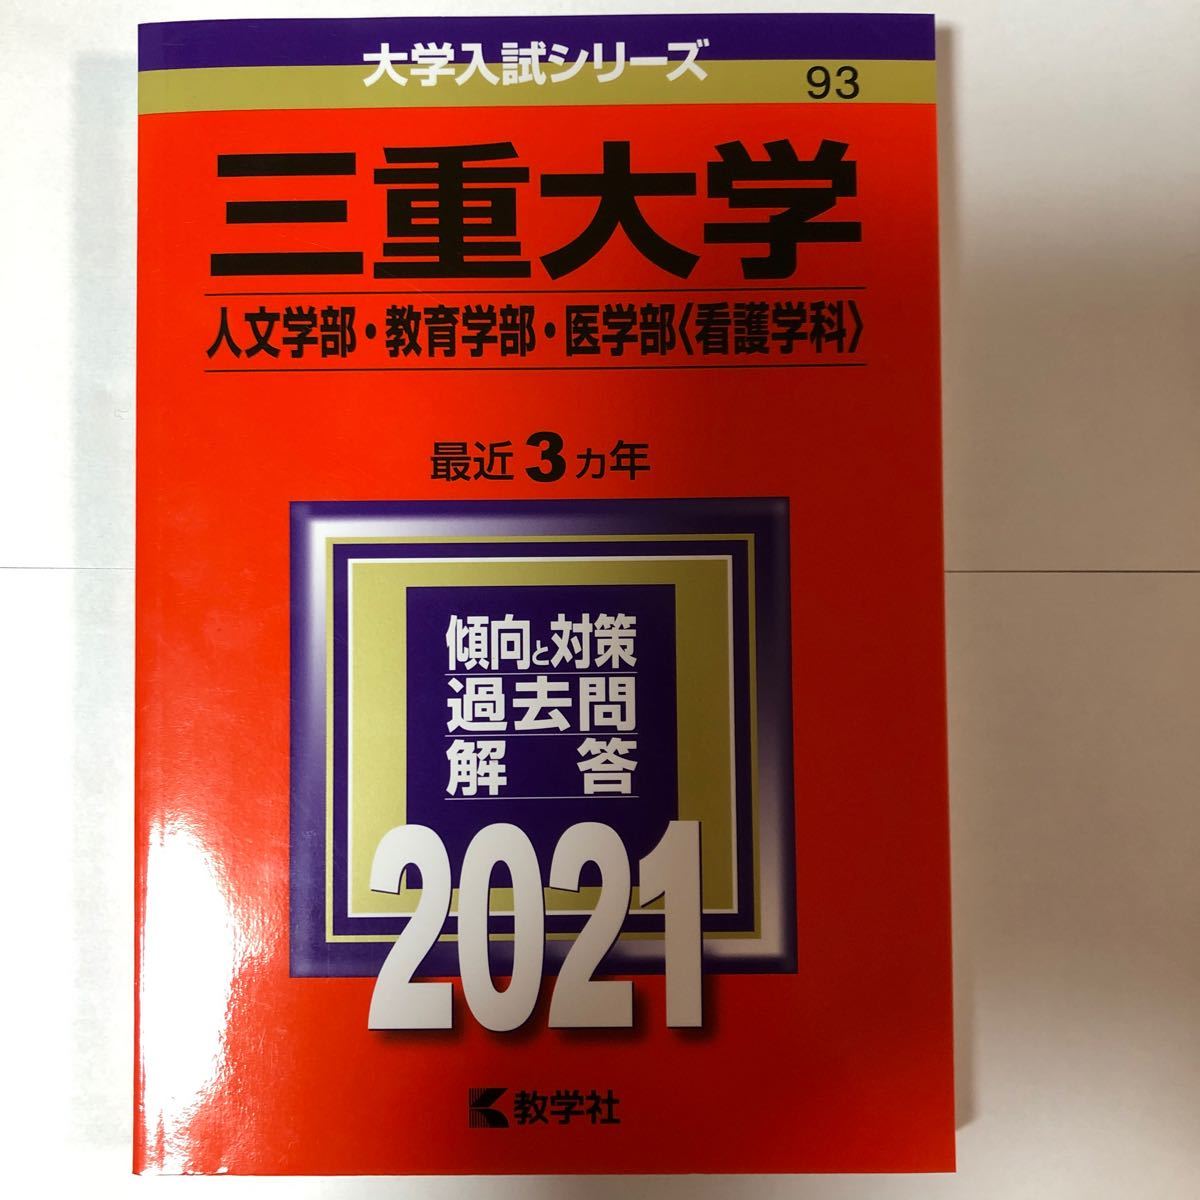 大学入試シリーズ
93
三重大学
人文学部・教育学部・医学部〈看護学科〉
最近3カ年
傾向と対策
過去問
解答
2021
教学社